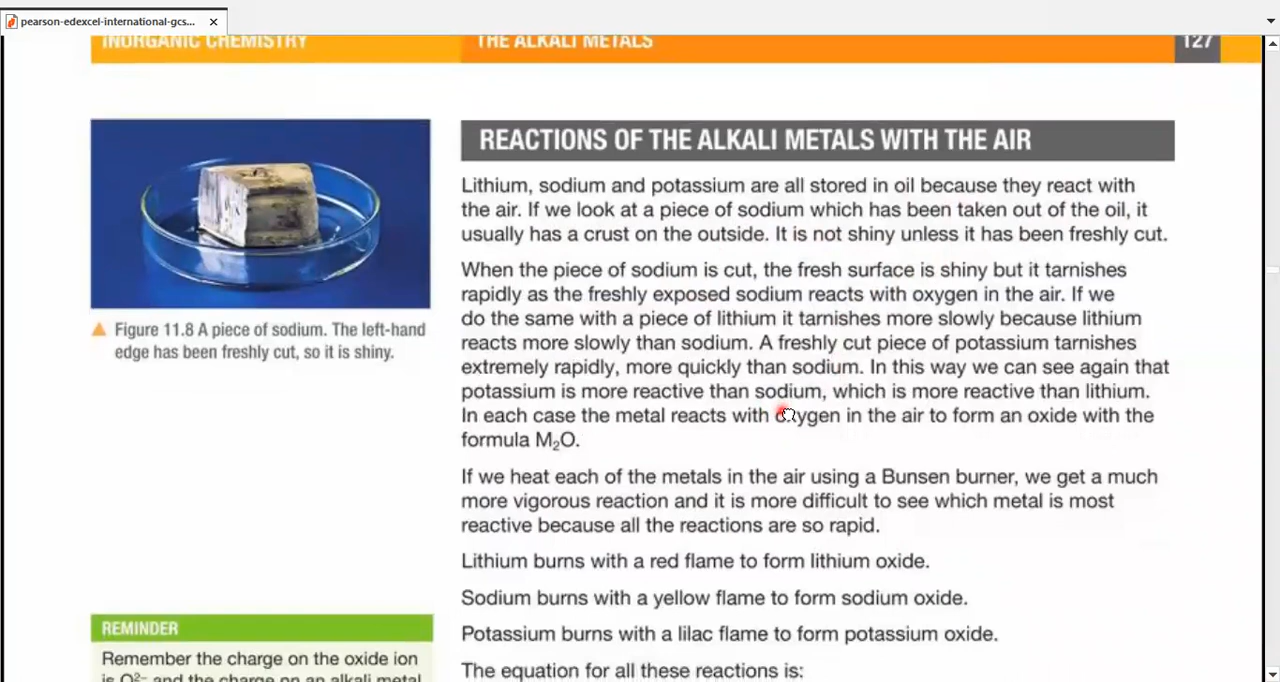 pearson-edexcel-international-gcs...
INORGANIC CHEMISTRY
THE ALKALI METALS
127
REACTIONS OF THE ALKALI METALS WITH THE AIR
Lithium, sodium and potassium are all stored in oil because they react with
the air. If we look at a piece of sodium which has been taken out of the oil, it
usually has a crust on the outside. It is not shiny unless it has been freshly cut.
When the piece of sodium is cut, the fresh surface is shiny but it tarnishes
rapidly as the freshly exposed sodium reacts with oxygen in the air. If we
do the same with a piece of lithium it tarnishes more slowly because lithium
reacts more slowly than sodium. A freshly cut piece of potassium tarnishes
extremely rapidly, more quickly than sodium. In this way we can see again that
potassium is more reactive than sodium, which is more reactive than lithium.
In each case the metal reacts with oxygen in the air to form an oxide with the
formula M₂O.
If we heat each of the metals in the air using a Bunsen burner, we get a much
more vigorous reaction and it is more difficult to see which metal is most
reactive because all the reactions are so rapid.
Lithium burns with a red flame to form lithium oxide.
Sodium burns with a yellow flame to form sodium oxide.
Potassium burns with a lilac flame to form potassium oxide.
The equation for all these reactions is:
▲ Figure 11.8 A piece of sodium. The left-hand
edge has been freshly cut, so it is shiny.
REMINDER
Remember the charge on the oxide ion
is O²⁻ and the charge on an alkali metal